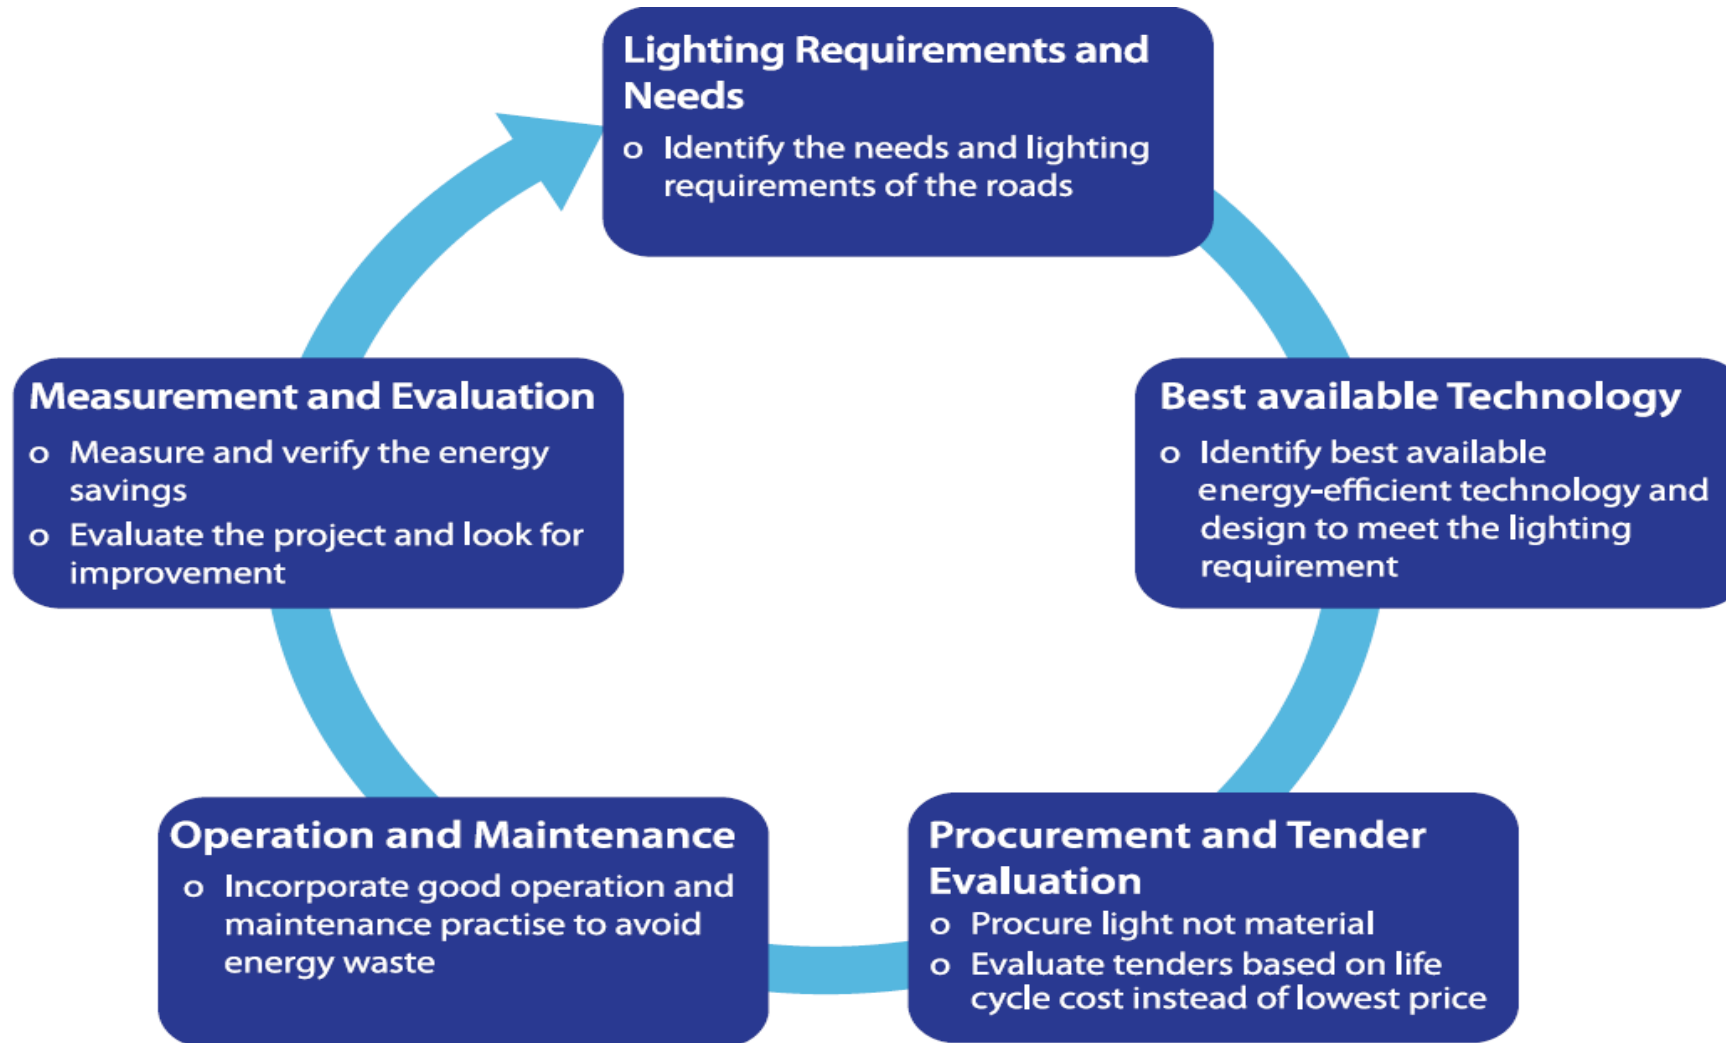 Lighting Requirements and
Needs
o Identify the needs and lighting
requirements of the roads
Best available Technology
o Identify best available
energy-efficient technology and
design to meet the lighting
requirement
Procurement and Tender
Evaluation
o Procure light not material
o Evaluate tenders based on life
cycle cost instead of lowest price
Operation and Maintenance
o Incorporate good operation and
maintenance practise to avoid
energy waste
Measurement and Evaluation
o Measure and verify the energy
savings
o Evaluate the project and look for
improvement